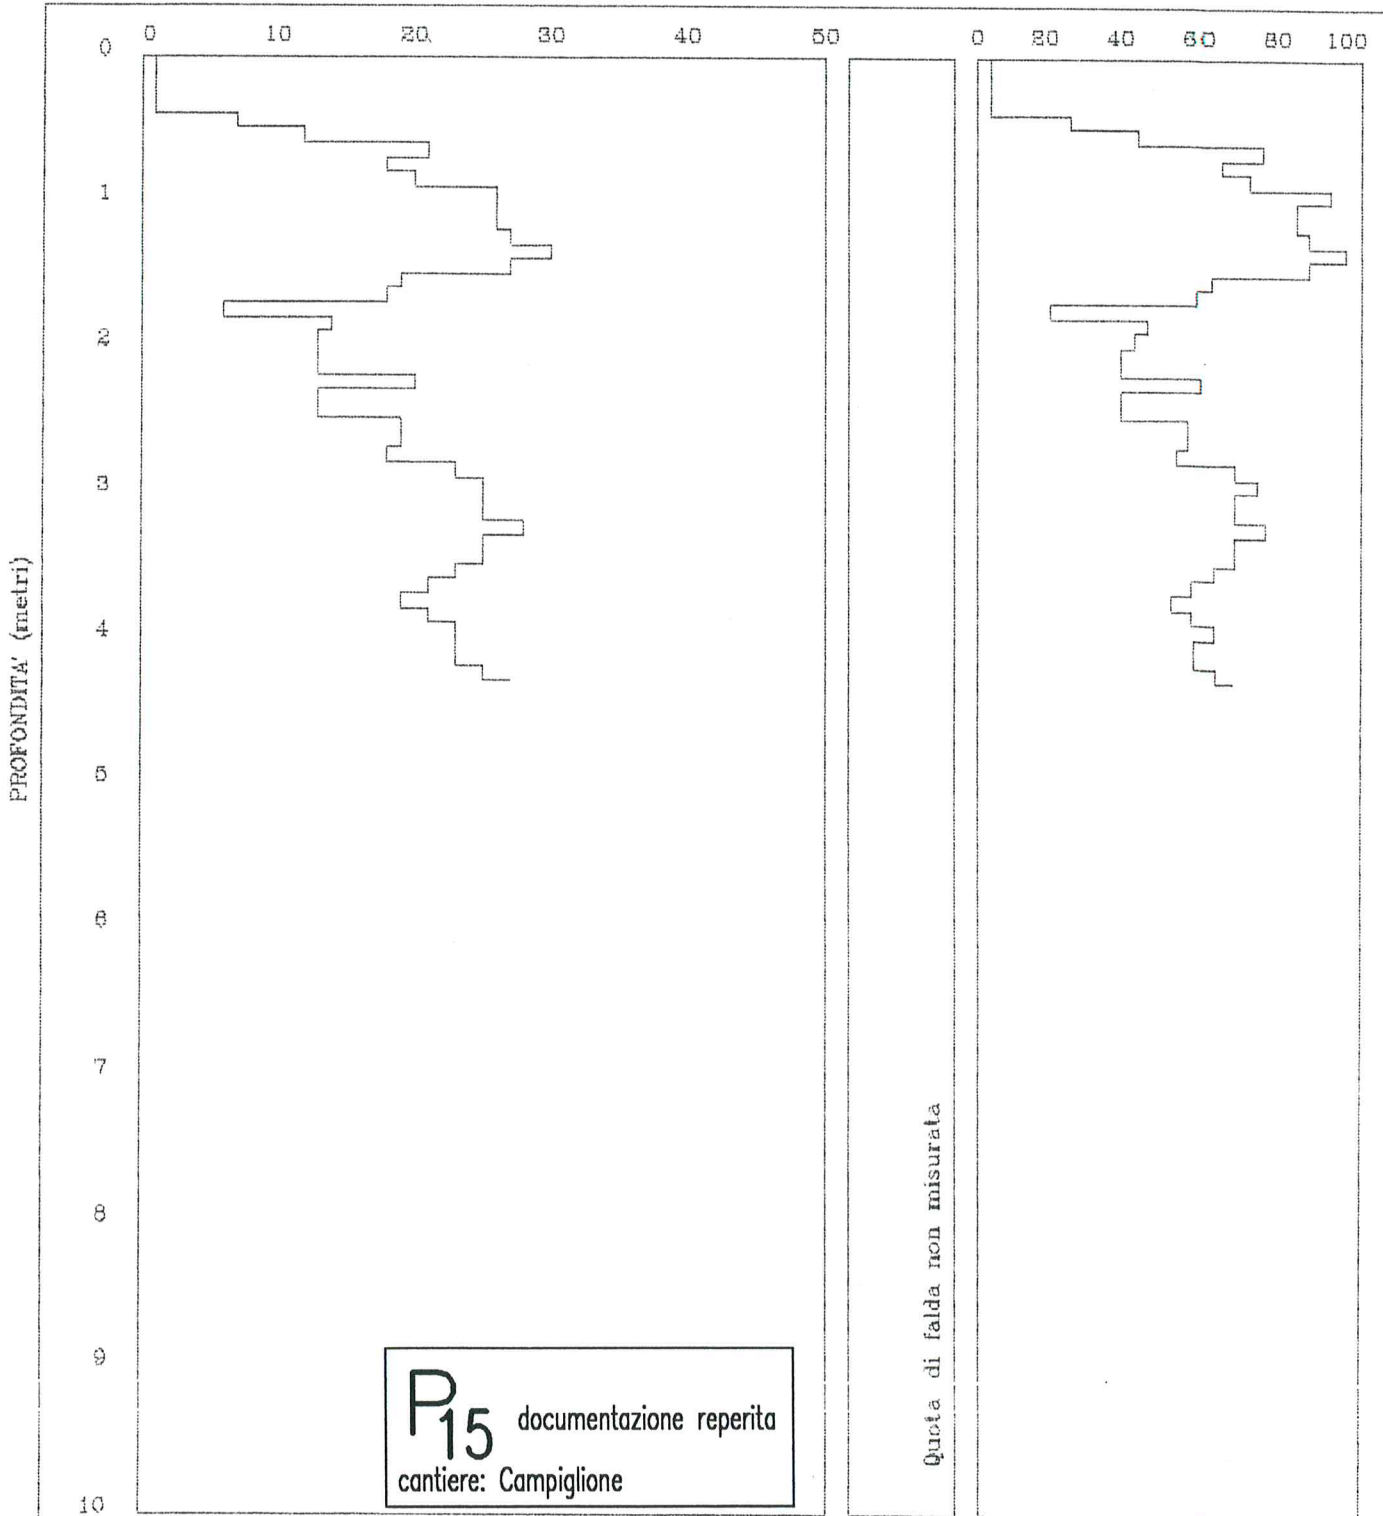 0 10 20 30 40 50 0 20 40 60 80 100
0
1
2
3
4
5
6
7
8
9
10
PROFONDITA' (metri)
Quota di falda non misurata
P15 documentazione reperita
cantiere: Campiglione